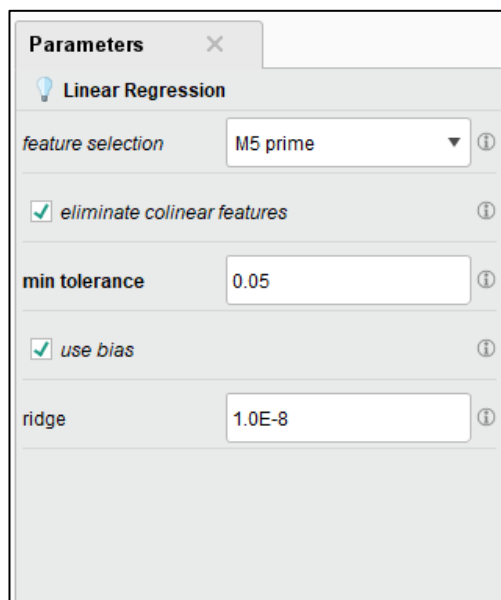 Parameters
Linear Regression
feature selection M5 prime
eliminate colinear features
min tolerance 0.05
use bias
ridge 1.0E-8